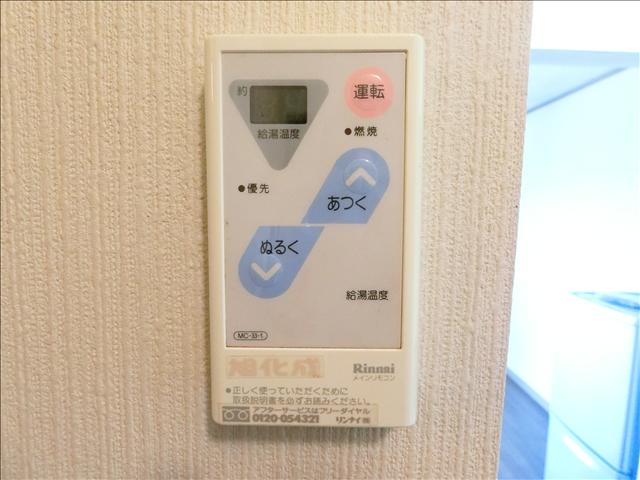 約
運転
給湯温度
●燃焼
●優先
あつく
ぬるく
給湯温度
MC-33-1
旭化成
Rinnai
メインリモコン
●正しく使っていただくために
取扱説明書を必ずお読みください。
アフターサービスはフリーダイヤル
0120-054321 リンナイ㈱